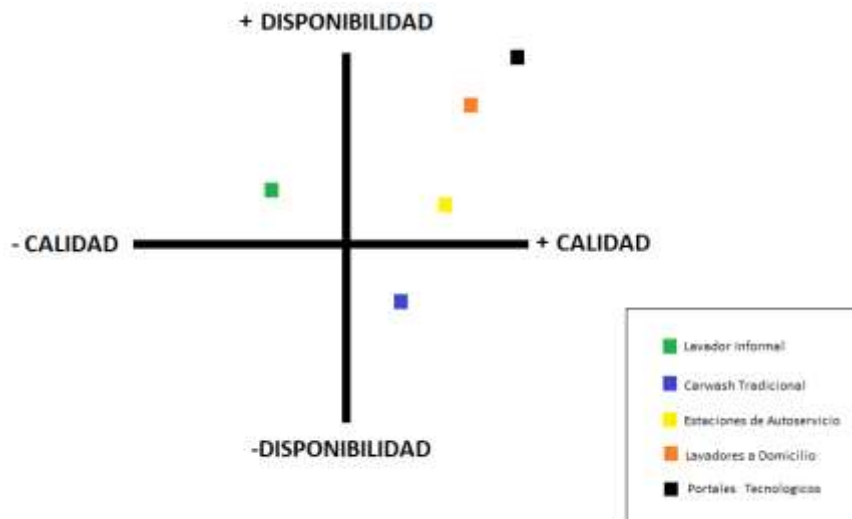 + DISPONIBILIDAD
- CALIDAD
+ CALIDAD
-DISPONIBILIDAD
Lavador Informal
Carwash Tradicional
Estaciones de Autoservicio
Lavadores a Domicilio
Portales Tecnologicos